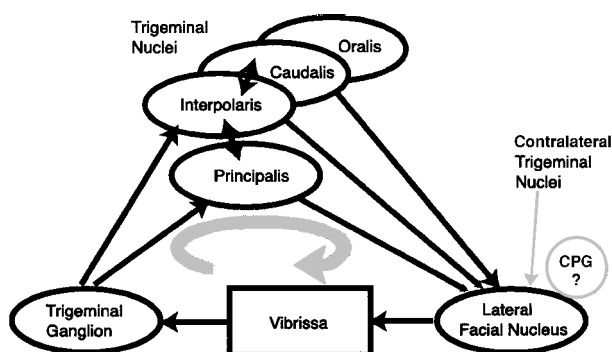 Trigeminal
Nuclei
Oralis
Caudalis
Interpolaris
Principalis
Contralateral
Trigeminal
Nuclei
CPG
?
Trigeminal
Ganglion
Vibrissa
Lateral
Facial Nucleus